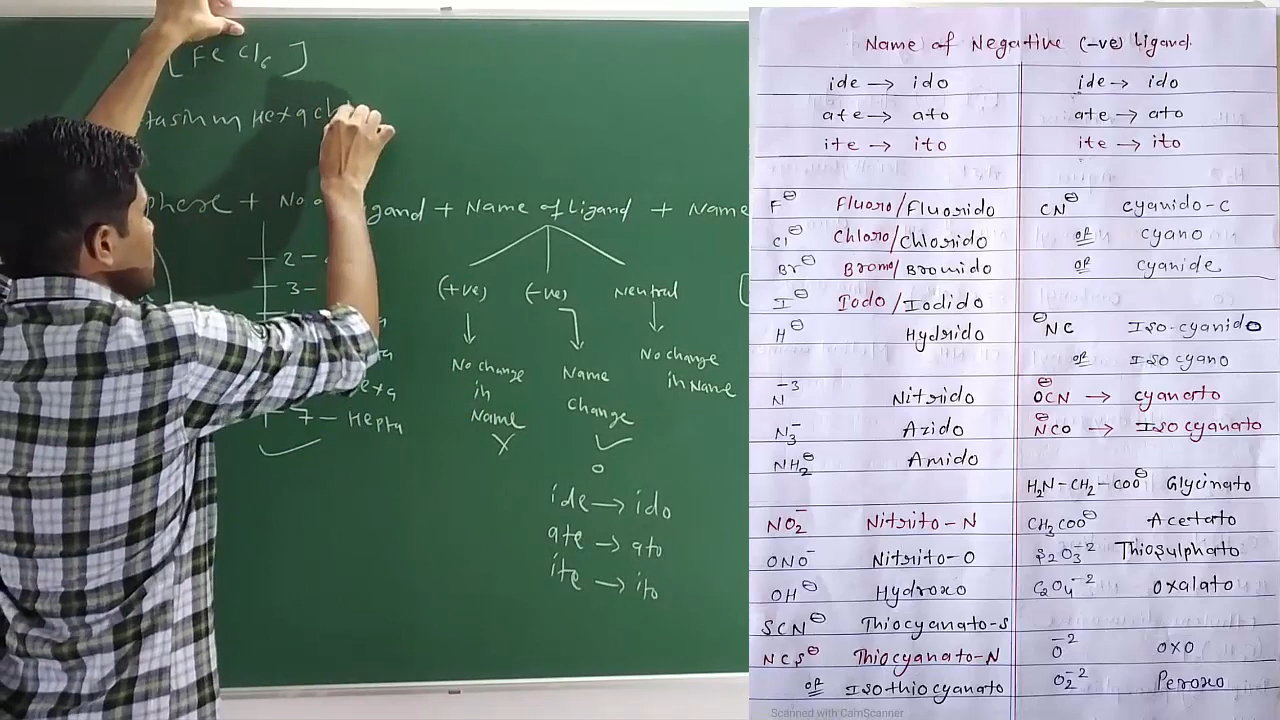 [FeCl6]
tasium Hexach
phere + No o igand + Name of Ligand + Name
2 -
3 -
7 - Hepta
(+ve) (-ve) Neutral
No change in Name X
Name change ✓
No change in Name
o
ide → ido
ate → ato
ite → ito
Name of Negative (-ve) Ligand.
ide → ido ide → ido
ate → ato ate → ato
ite → ito ite → ito
F⊖ Fluoro/Fluorido CN⊖ cyanido-c
Cl⊖ Chloro/Chlorido or cyano
Br⊖ Bromo/Bromido or cyanide
I⊖ Iodo/Iodido
H⊖ Hydrido ⊖NC Iso-cyanido
or Iso cyano
N⁻³ Nitrido ⊖OCN → cyanato
N₃⁻ Azido ⊖NCO → Iso cyanato
NH₂⊖ Amido
H₂N-CH₂-COO⊖ Glycinato
NO₂⁻ Nitrito-N CH₃COO⊖ Acetato
ONO⁻ Nitrito-O S₂O₃⁻² Thiosulphato
OH⊖ Hydroxo C₂O₄⁻² oxalato
SCN⊖ Thiocyanato-s
NCS⊖ Thiocyanato-N O⁻² oxo
or Isothiocyanato O₂⁻² Peroxo
Scanned with CamScanner